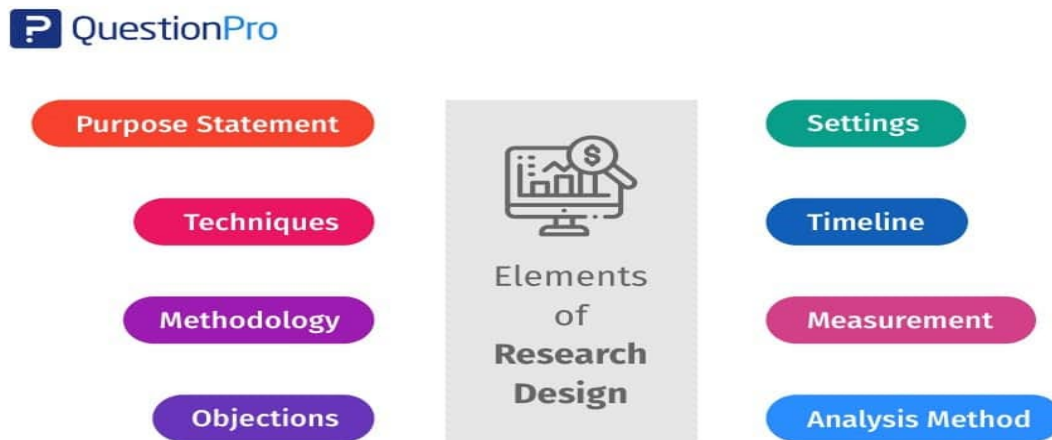 QuestionPro
Purpose Statement
Techniques
Methodology
Objections
Elements
of
Research
Design
Settings
Timeline
Measurement
Analysis Method